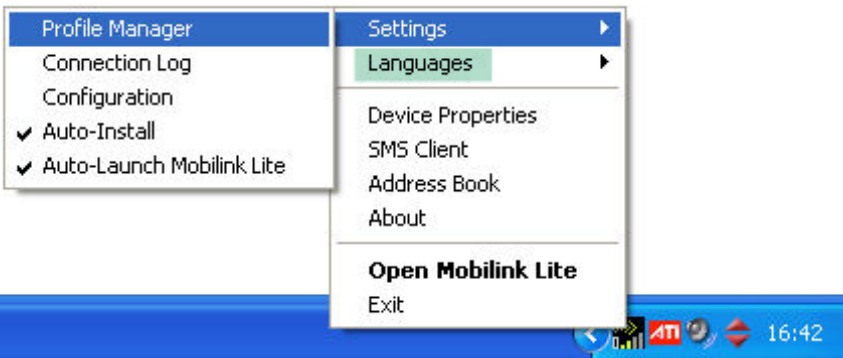 Profile Manager
Connection Log
Configuration
Auto-Install
Auto-Launch Mobilink Lite
Settings
Languages
Device Properties
SMS Client
Address Book
About
Open Mobilink Lite
Exit
ATI
16:42